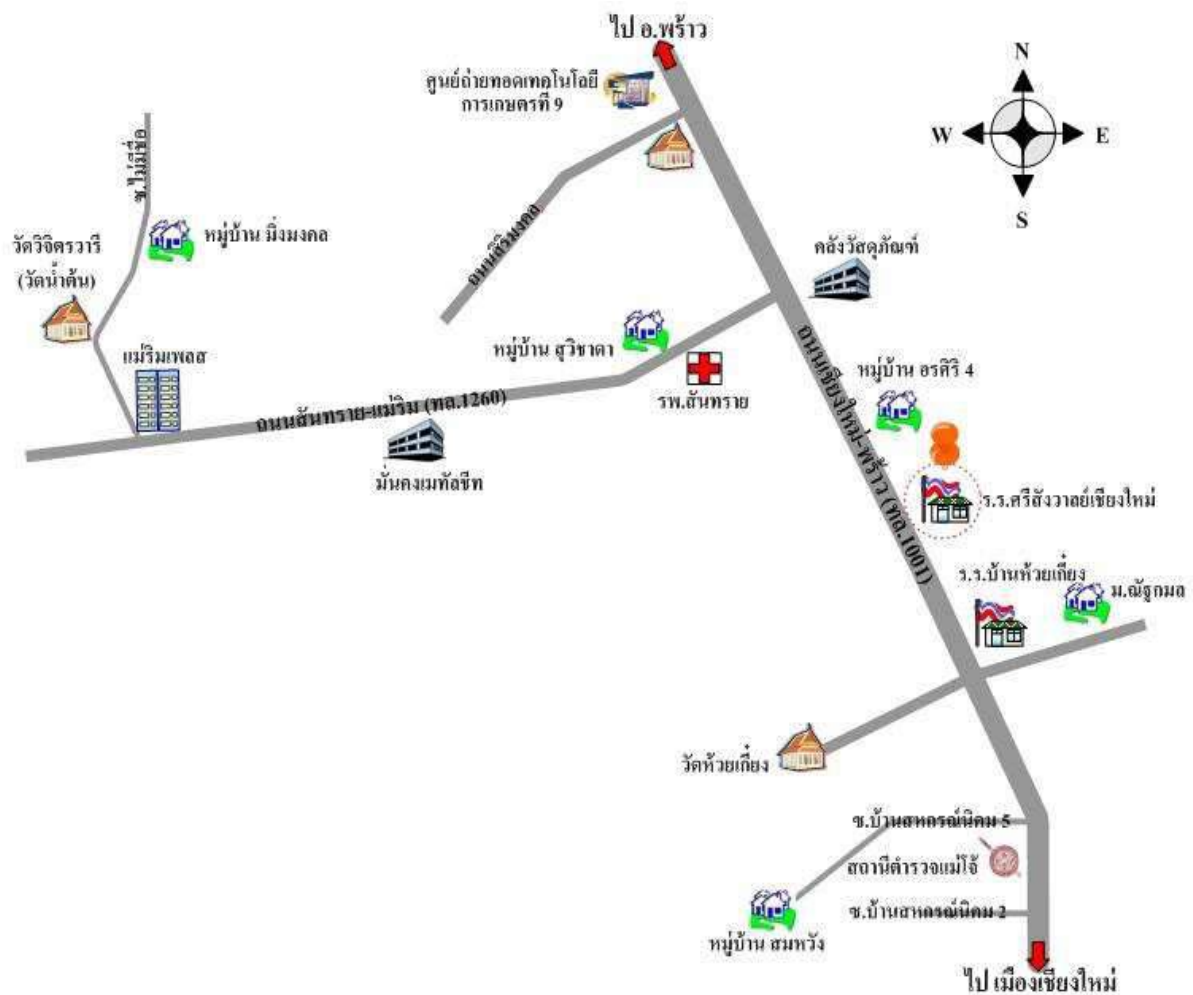 ไป อ.พร้าว
ศูนย์ถ่ายทอดเทคโนโลยี
การเกษตรที่ 9
N
W
E
S
ซ.ไม่มีชื่อ
หมู่บ้าน มิ่งมงคล
วัดวิจิตรวารี
(วัดน้ำต้น)
ถนนสิริมงคล
คลังวัสดุภัณฑ์
แม่ริมเพลส
หมู่บ้าน สุวิชาดา
หมู่บ้าน อรศิริ 4
รพ.สันทราย
ถนนสันทราย-แม่ริม (ทล.1260)
ถนนเชียงใหม่-พร้าว (ทล.1001)
มั่นคงเมทัลชีท
ร.ร.ศรีสังวาลย์เชียงใหม่
ร.ร.บ้านห้วยเกี๋ยง
ม.ณัฐกมล
วัดห้วยเกี๋ยง
ซ.บ้านสหกรณ์นิคม 5
สถานีตำรวจแม่โจ้
ซ.บ้านสหกรณ์นิคม 2
หมู่บ้าน สมหวัง
ไป เมืองเชียงใหม่